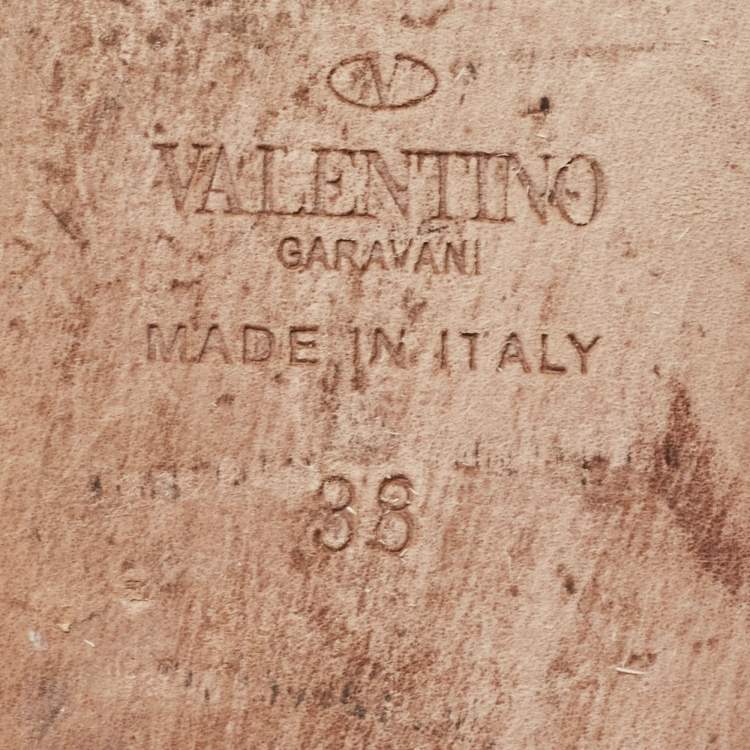 V
VALENTINO
GARAVANI
MADE IN ITALY
38